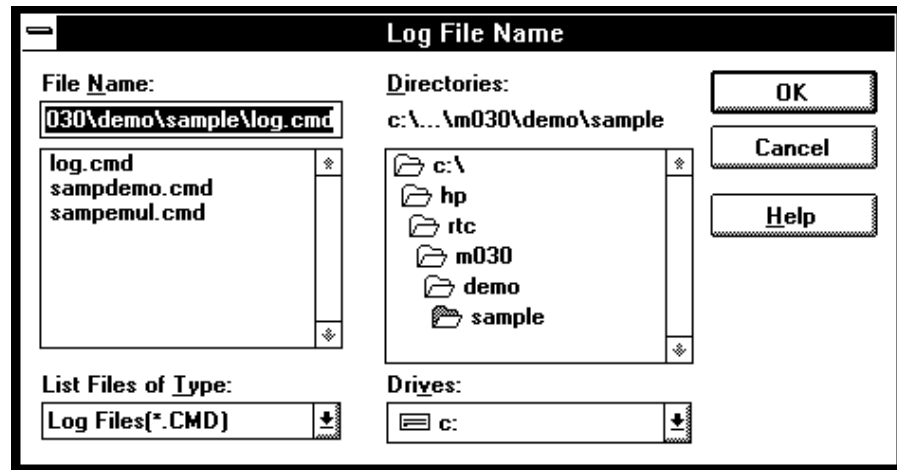 Log File Name
File Name:
030\demo\sample\log.cmd
log.cmd
sampdemo.cmd
sampemul.cmd
List Files of Type:
Log Files(*.CMD)
Directories:
c:\...\m030\demo\sample
c:\
hp
rtc
m030
demo
sample
Drives:
c:
OK
Cancel
Help